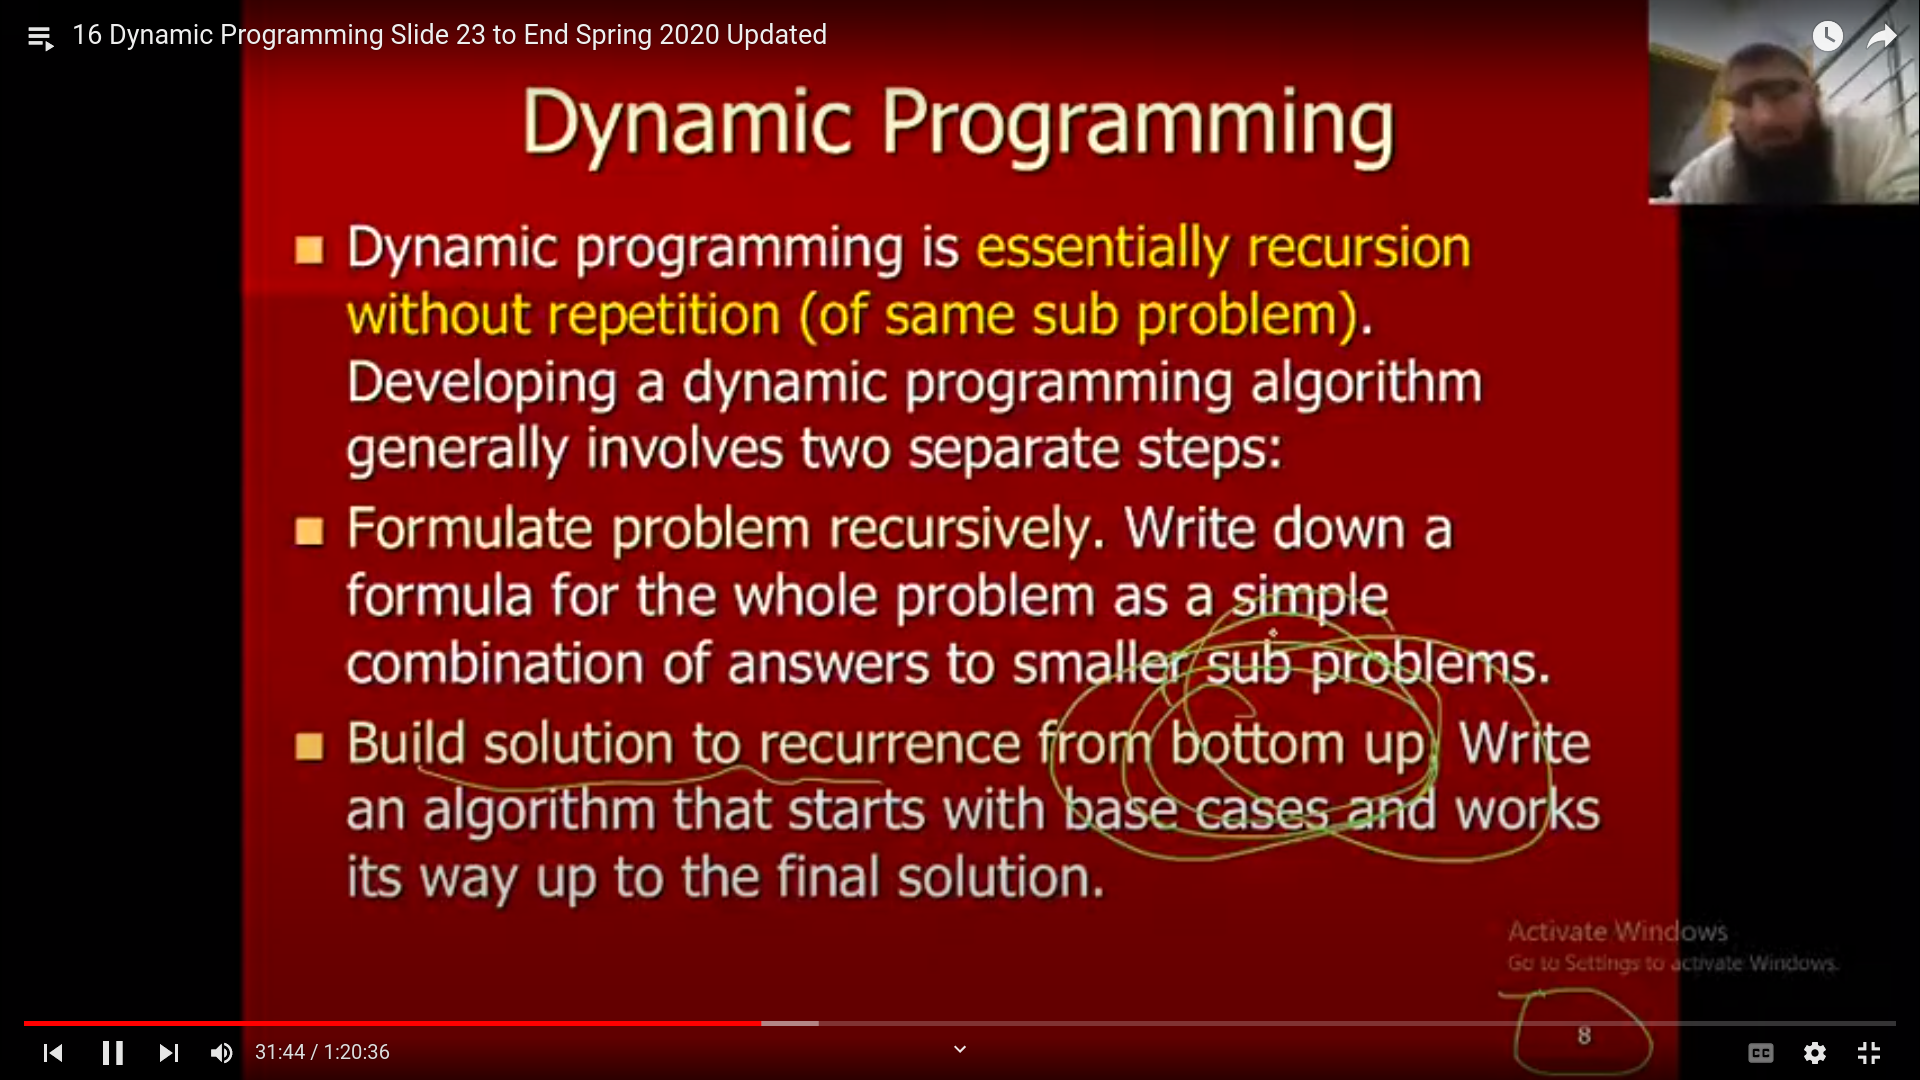 16 Dynamic Programming Slide 23 to End Spring 2020 Updated
Dynamic Programming
Dynamic programming is essentially recursion
without repetition (of same sub problem).
Developing a dynamic programming algorithm
generally involves two separate steps:
Formulate problem recursively. Write down a
formula for the whole problem as a simple
combination of answers to smaller sub problems.
Build solution to recurrence from bottom up. Write
an algorithm that starts with base cases and works
its way up to the final solution.
Activate Windows
Go to Settings to activate Windows.
8
31:44 / 1:20:36
CC